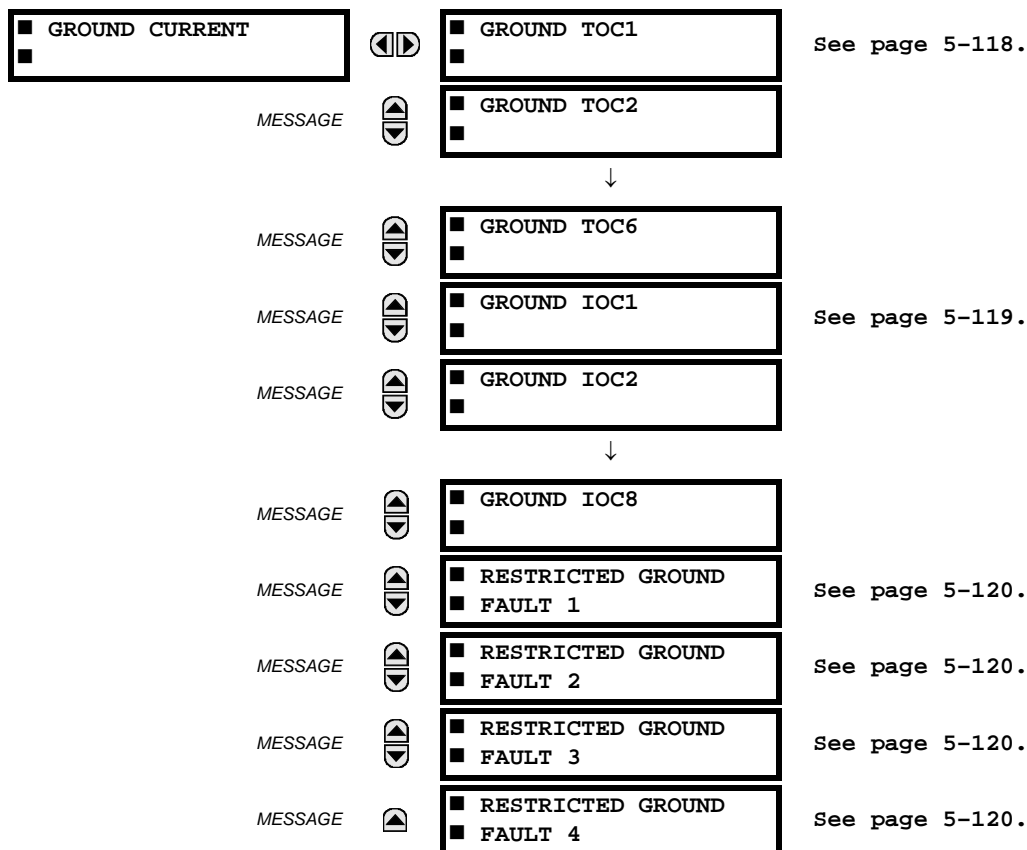 ■ GROUND CURRENT
■
■ GROUND TOC1
■
See page 5-118.
MESSAGE
■ GROUND TOC2
■
↓
MESSAGE
■ GROUND TOC6
■
MESSAGE
■ GROUND IOC1
■
See page 5-119.
MESSAGE
■ GROUND IOC2
■
↓
MESSAGE
■ GROUND IOC8
■
MESSAGE
■ RESTRICTED GROUND
■ FAULT 1
See page 5-120.
MESSAGE
■ RESTRICTED GROUND
■ FAULT 2
See page 5-120.
MESSAGE
■ RESTRICTED GROUND
■ FAULT 3
See page 5-120.
MESSAGE
■ RESTRICTED GROUND
■ FAULT 4
See page 5-120.